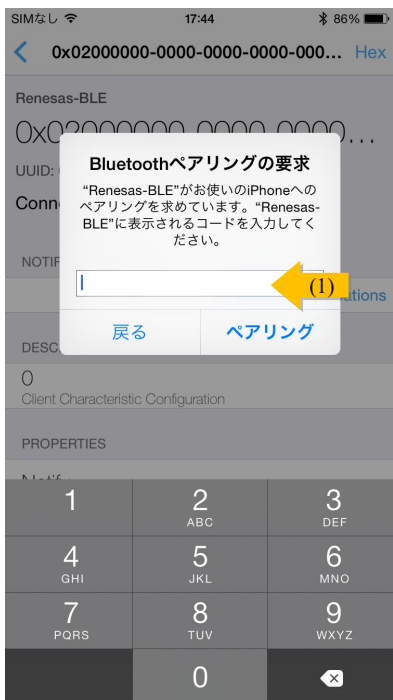 SIMなし 17:44 86%
0x02000000-0000-0000-0000-000... Hex
Renesas-BLE
0x02000000-0000-0000...
UUID:
Conn
Bluetoothペアリングの要求
“Renesas-BLE”がお使いのiPhoneへの
ペアリングを求めています。“Renesas-
BLE”に表示されるコードを入力してく
ださい。
NOTIF
(1)
ations
戻る ペアリング
DESC
0
Client Characteristic Configuration
PROPERTIES
1 2 3
ABC DEF
4 5 6
GHI JKL MNO
7 8 9
PQRS TUV WXYZ
0